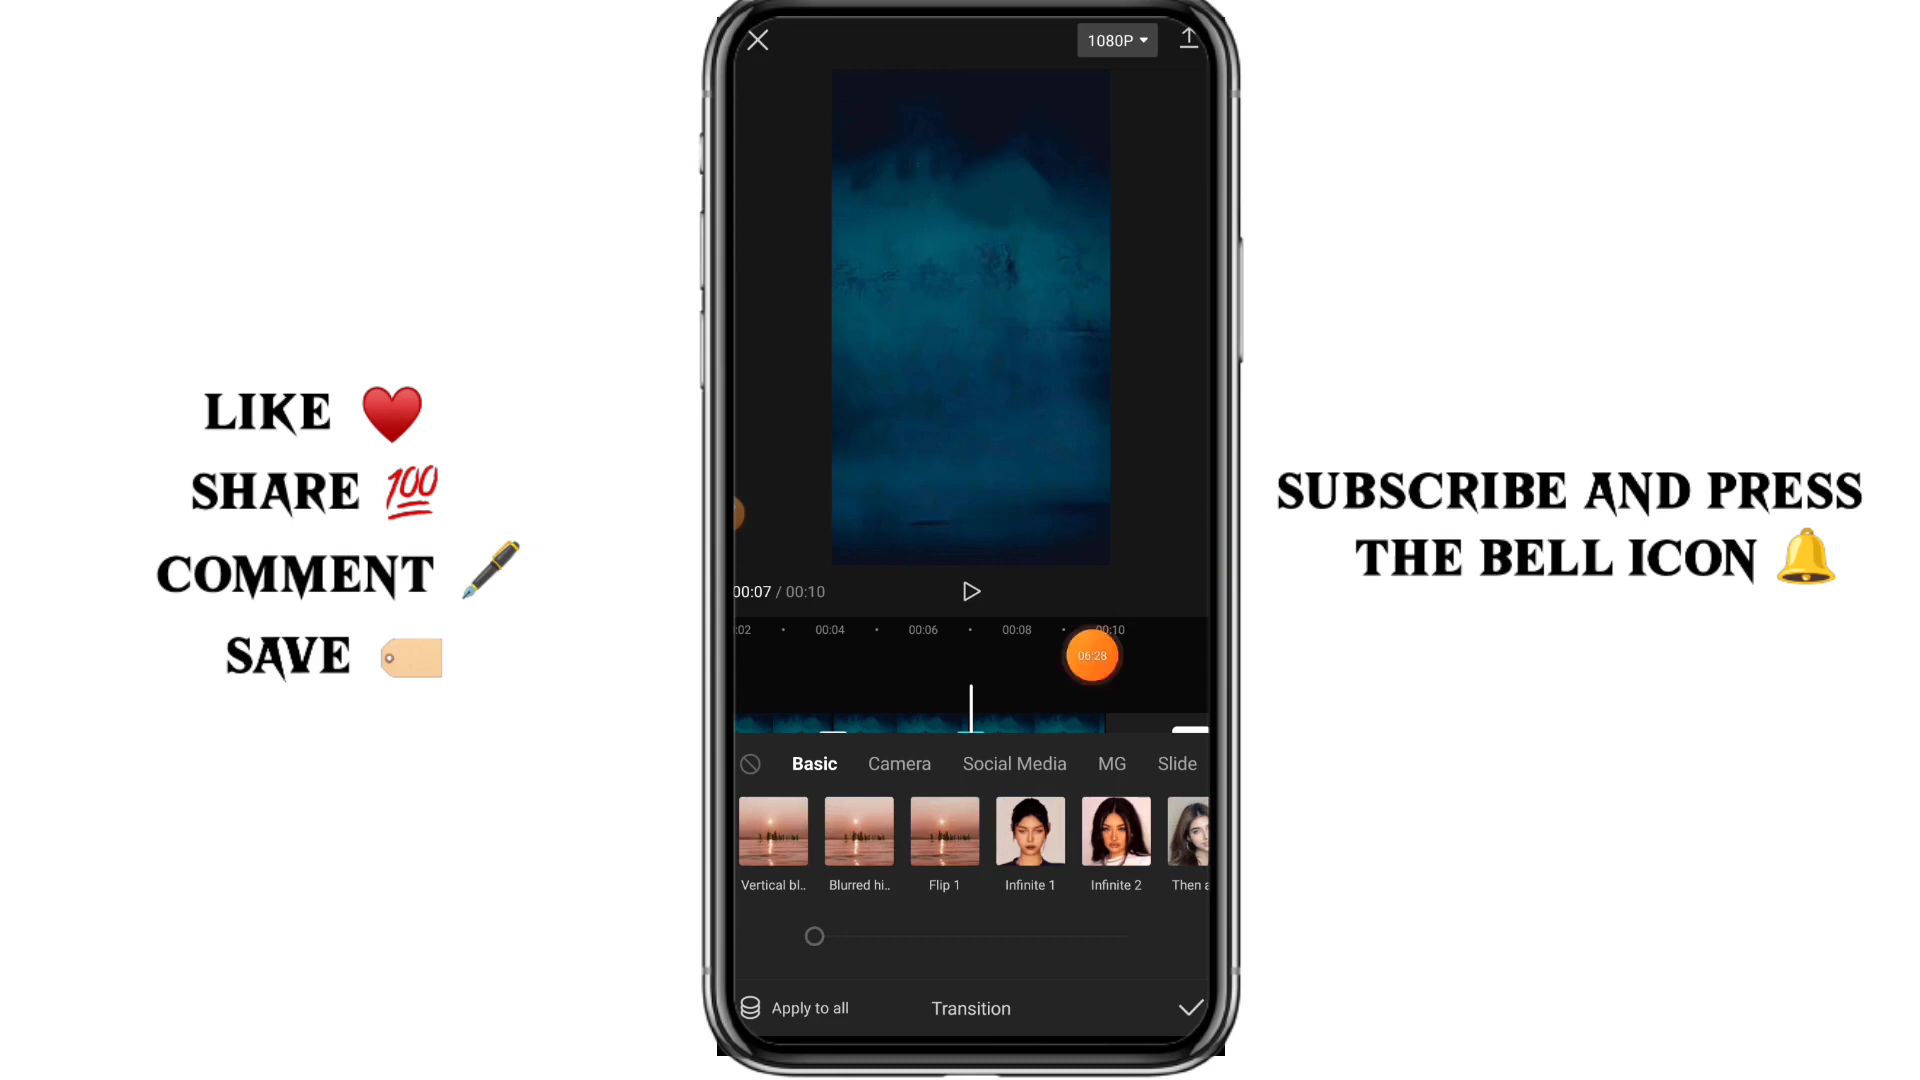 1080P
LIKE ❤️
SHARE 💯
COMMENT 🖋️
SAVE 🏷️
SUBSCRIBE AND PRESS
THE BELL ICON 🔔
00:07 / 00:10
:02 00:04 00:06 00:08 00:10
06:28
Basic Camera Social Media MG Slide
Vertical bl.. Blurred hi.. Flip 1 Infinite 1 Infinite 2 Then a
Apply to all Transition